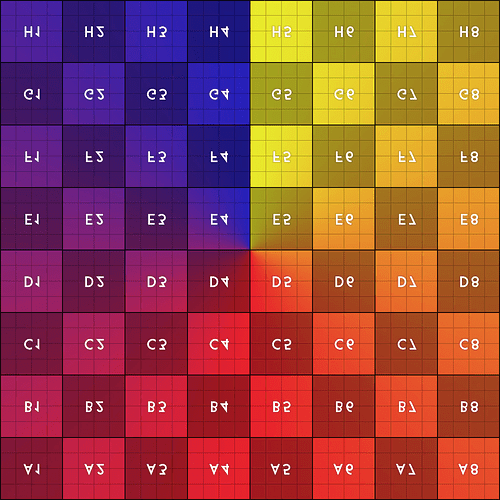 H1 H2 H3 H4 H5 H6 H7 H8
G1 G2 G3 G4 G5 G6 G7 G8
F1 F2 F3 F4 F5 F6 F7 F8
E1 E2 E3 E4 E5 E6 E7 E8
D1 D2 D3 D4 D5 D6 D7 D8
C1 C2 C3 C4 C5 C6 C7 C8
B1 B2 B3 B4 B5 B6 B7 B8
A1 A2 A3 A4 A5 A6 A7 A8